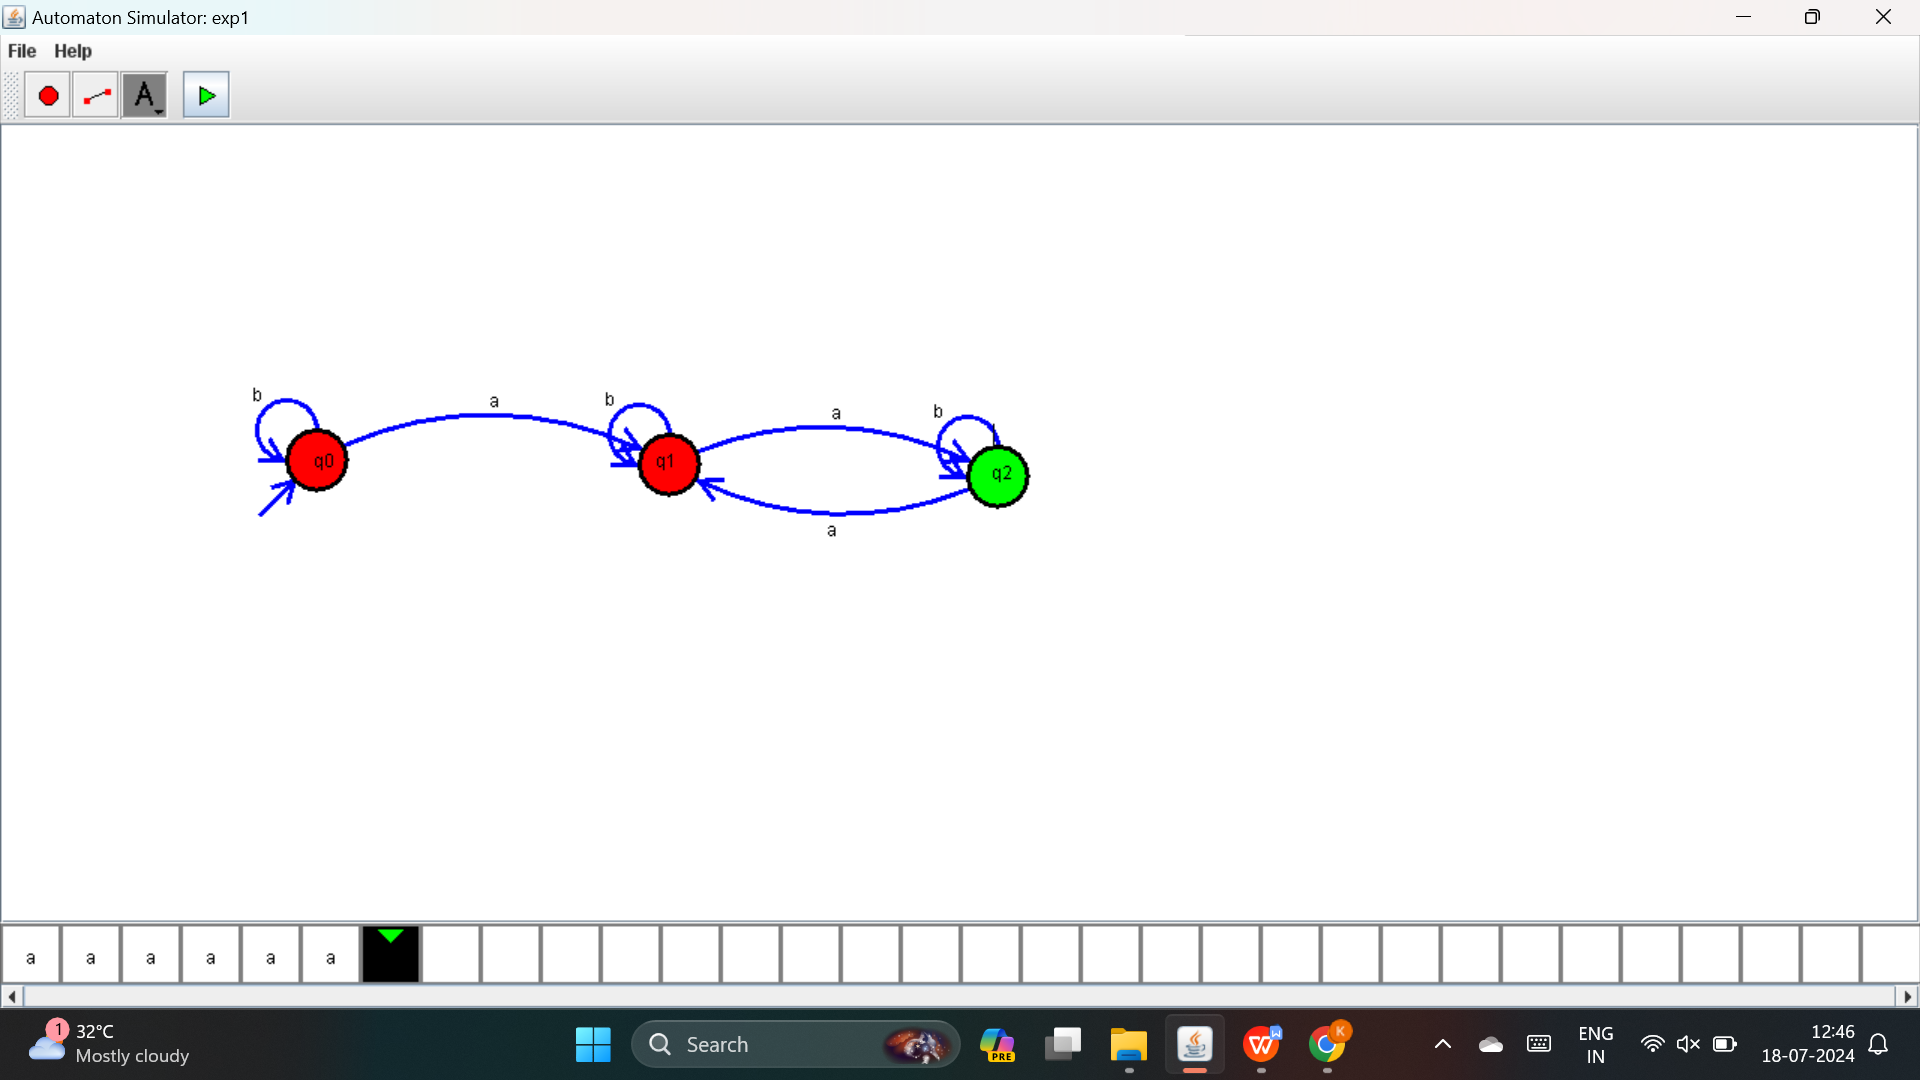 Automaton Simulator: exp1
File Help
A
b a b a b
q0 q1 q2
a
a a a a a a
1 32°C
Mostly cloudy
Search
PRE
W
K
ENG
IN
12:46
18-07-2024